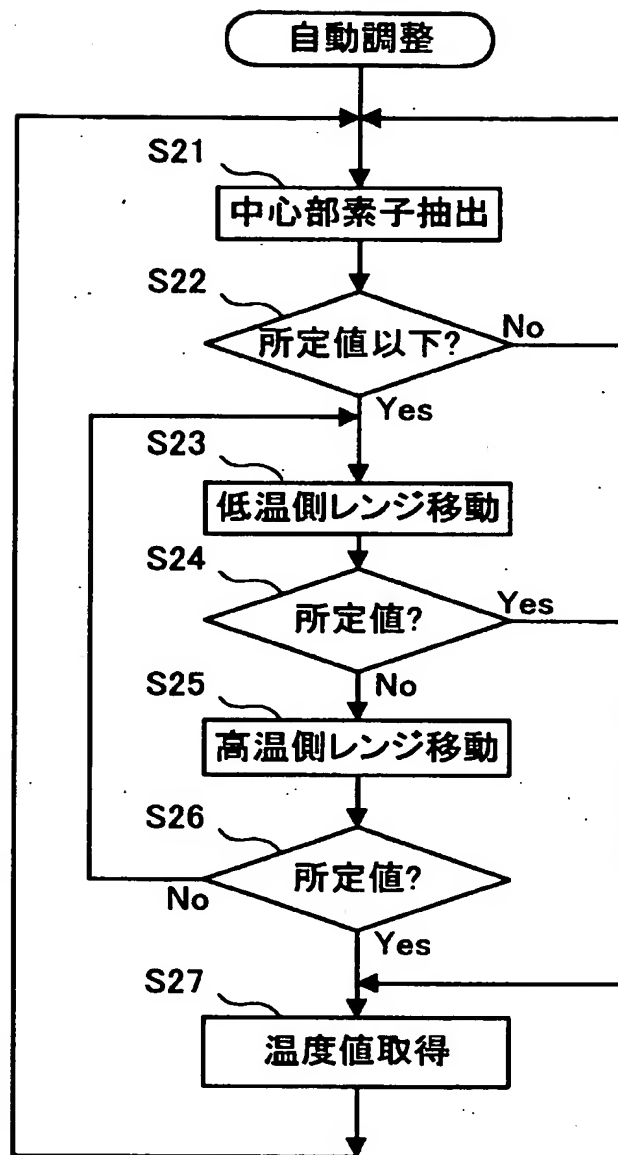 自動調整
S21
中心部素子抽出
S22
所定値以下?
No
Yes
S23
低温側レンジ移動
S24
所定値?
Yes
No
S25
高温側レンジ移動
S26
所定値?
No
Yes
S27
温度値取得